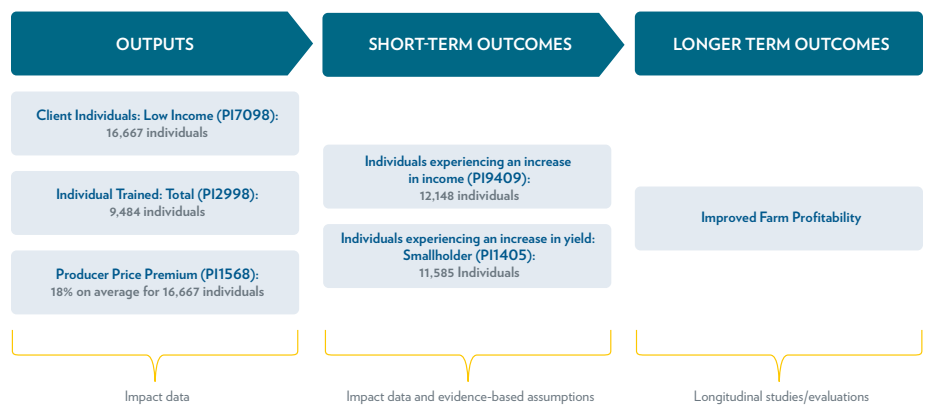 OUTPUTS
SHORT-TERM OUTCOMES
LONGER TERM OUTCOMES
Client Individuals: Low Income (PI7098):
16,667 individuals
Individual Trained: Total (PI2998):
9,484 individuals
Producer Price Premium (PI1568):
18% on average for 16,667 individuals
Individuals experiencing an increase
in income (PI9409):
12,148 individuals
Individuals experiencing an increase in yield:
Smallholder (PI1405):
11,585 Individuals
Improved Farm Profitability
Impact data
Impact data and evidence-based assumptions
Longitudinal studies/evaluations